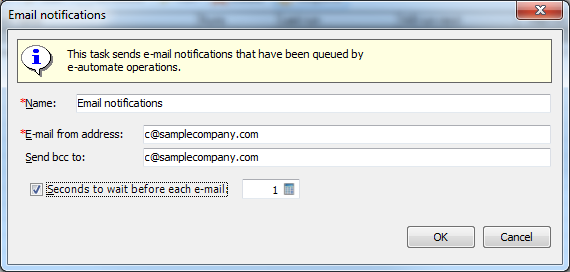 Email notifications
This task sends e-mail notifications that have been queued by
e-automate operations.
*Name: Email notifications
*E-mail from address: c@samplecompany.com
Send bcc to: c@samplecompany.com
Seconds to wait before each e-mail: 1
OK Cancel